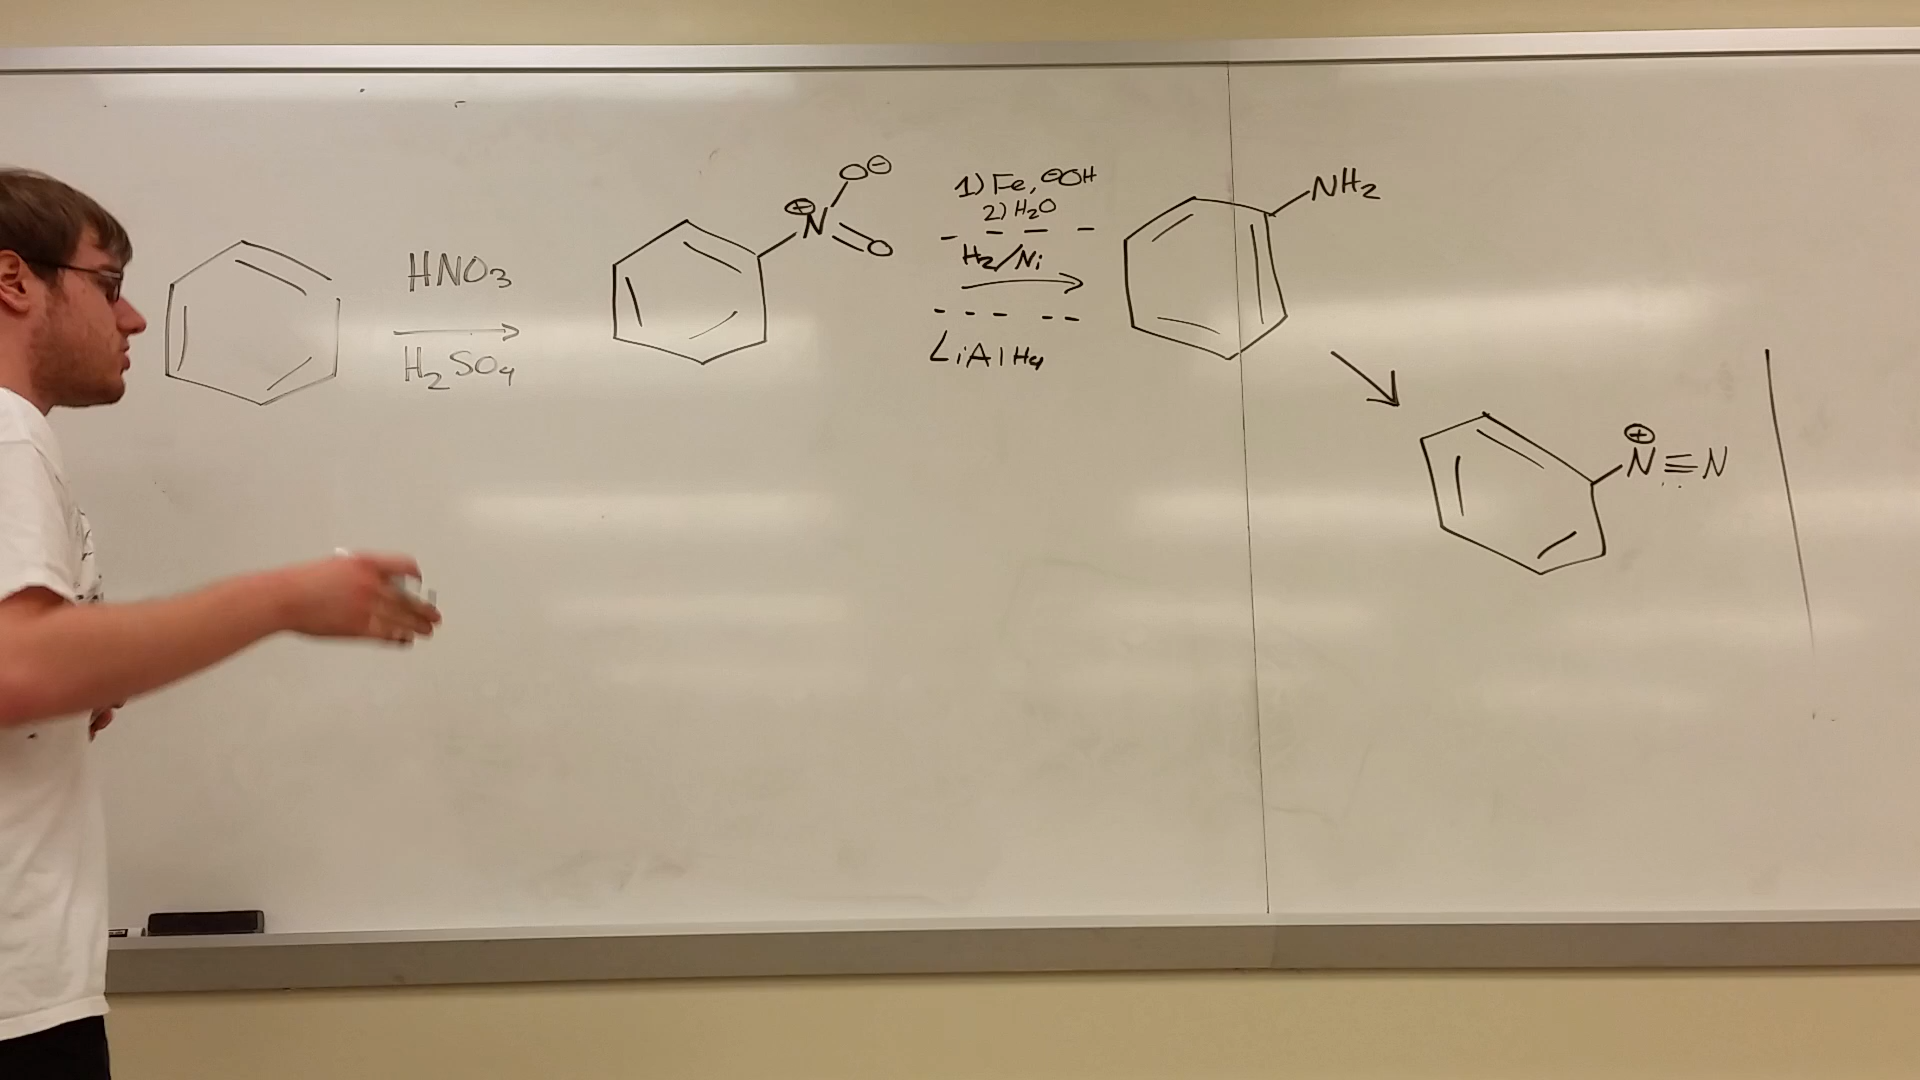 HNO3
H2SO4
⊕N
O⊖
O
1) Fe, ⊖OH
2) H2O
H2/Ni
LiAlH4
NH2
⊕
N≡N